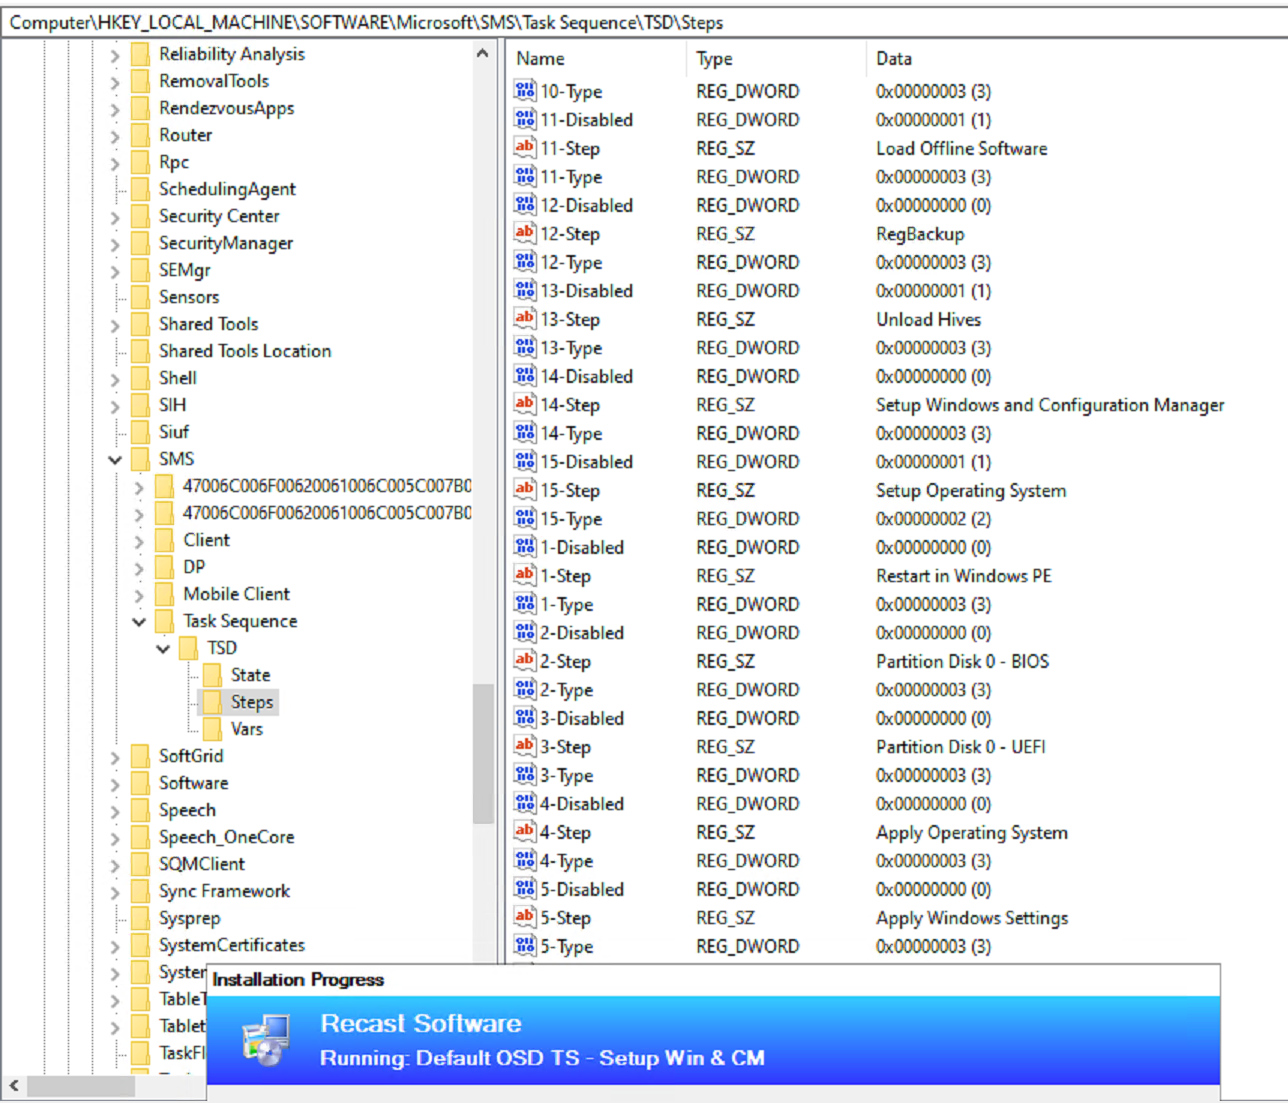 Computer\HKEY_LOCAL_MACHINE\SOFTWARE\Microsoft\SMS\Task Sequence\TSD\Steps
Reliability Analysis
RemovalTools
RendezvousApps
Router
Rpc
SchedulingAgent
Security Center
SecurityManager
SEMgr
Sensors
Shared Tools
Shared Tools Location
Shell
SIH
Siuf
SMS
47006C006F00620061006C005C007B0
47006C006F00620061006C005C007B0
Client
DP
Mobile Client
Task Sequence
TSD
State
Steps
Vars
SoftGrid
Software
Speech
Speech_OneCore
SQMClient
Sync Framework
Sysprep
SystemCertificates
System
TableT
Tablet
TaskFl
Name Type Data
10-Type REG_DWORD 0x00000003 (3)
11-Disabled REG_DWORD 0x00000001 (1)
11-Step REG_SZ Load Offline Software
11-Type REG_DWORD 0x00000003 (3)
12-Disabled REG_DWORD 0x00000000 (0)
12-Step REG_SZ RegBackup
12-Type REG_DWORD 0x00000003 (3)
13-Disabled REG_DWORD 0x00000001 (1)
13-Step REG_SZ Unload Hives
13-Type REG_DWORD 0x00000003 (3)
14-Disabled REG_DWORD 0x00000000 (0)
14-Step REG_SZ Setup Windows and Configuration Manager
14-Type REG_DWORD 0x00000003 (3)
15-Disabled REG_DWORD 0x00000001 (1)
15-Step REG_SZ Setup Operating System
15-Type REG_DWORD 0x00000002 (2)
1-Disabled REG_DWORD 0x00000000 (0)
1-Step REG_SZ Restart in Windows PE
1-Type REG_DWORD 0x00000003 (3)
2-Disabled REG_DWORD 0x00000000 (0)
2-Step REG_SZ Partition Disk 0 - BIOS
2-Type REG_DWORD 0x00000003 (3)
3-Disabled REG_DWORD 0x00000000 (0)
3-Step REG_SZ Partition Disk 0 - UEFI
3-Type REG_DWORD 0x00000003 (3)
4-Disabled REG_DWORD 0x00000000 (0)
4-Step REG_SZ Apply Operating System
4-Type REG_DWORD 0x00000003 (3)
5-Disabled REG_DWORD 0x00000000 (0)
5-Step REG_SZ Apply Windows Settings
5-Type REG_DWORD 0x00000003 (3)
Installation Progress
Recast Software
Running: Default OSD TS - Setup Win & CM